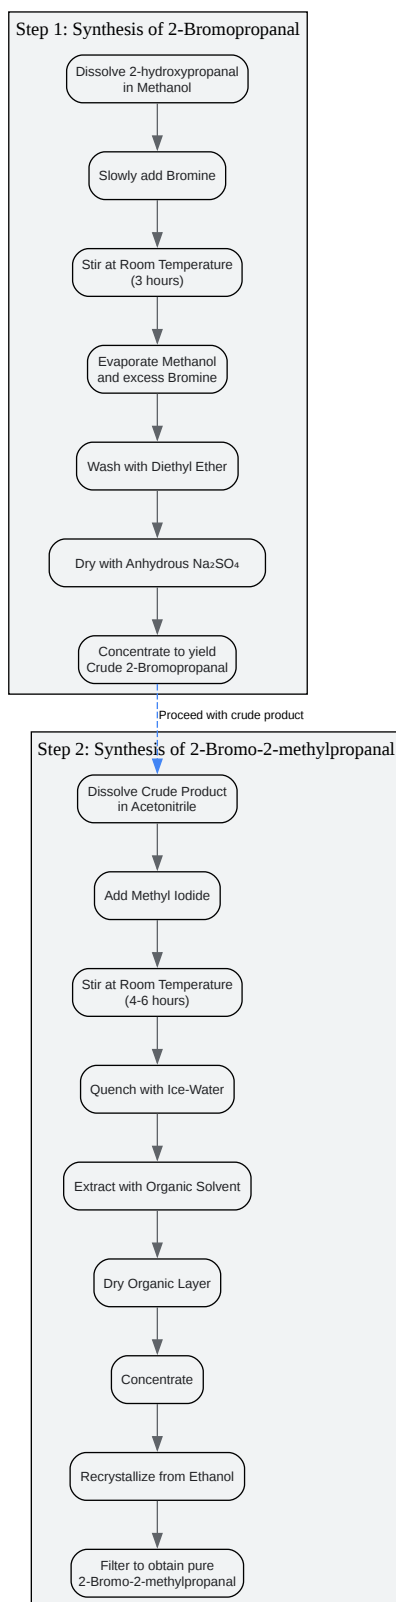 Step 1: Synthesis of 2-Bromopropanal
Dissolve 2-hydroxypropanal
in Methanol
Slowly add Bromine
Stir at Room Temperature
(3 hours)
Evaporate Methanol
and excess Bromine
Wash with Diethyl Ether
Dry with Anhydrous Na₂SO₄
Concentrate to yield
Crude 2-Bromopropanal
Proceed with crude product
Step 2: Synthesis of 2-Bromo-2-methylpropanal
Dissolve Crude Product
in Acetonitrile
Add Methyl Iodide
Stir at Room Temperature
(4-6 hours)
Quench with Ice-Water
Extract with Organic Solvent
Dry Organic Layer
Concentrate
Recrystallize from Ethanol
Filter to obtain pure
2-Bromo-2-methylpropanal